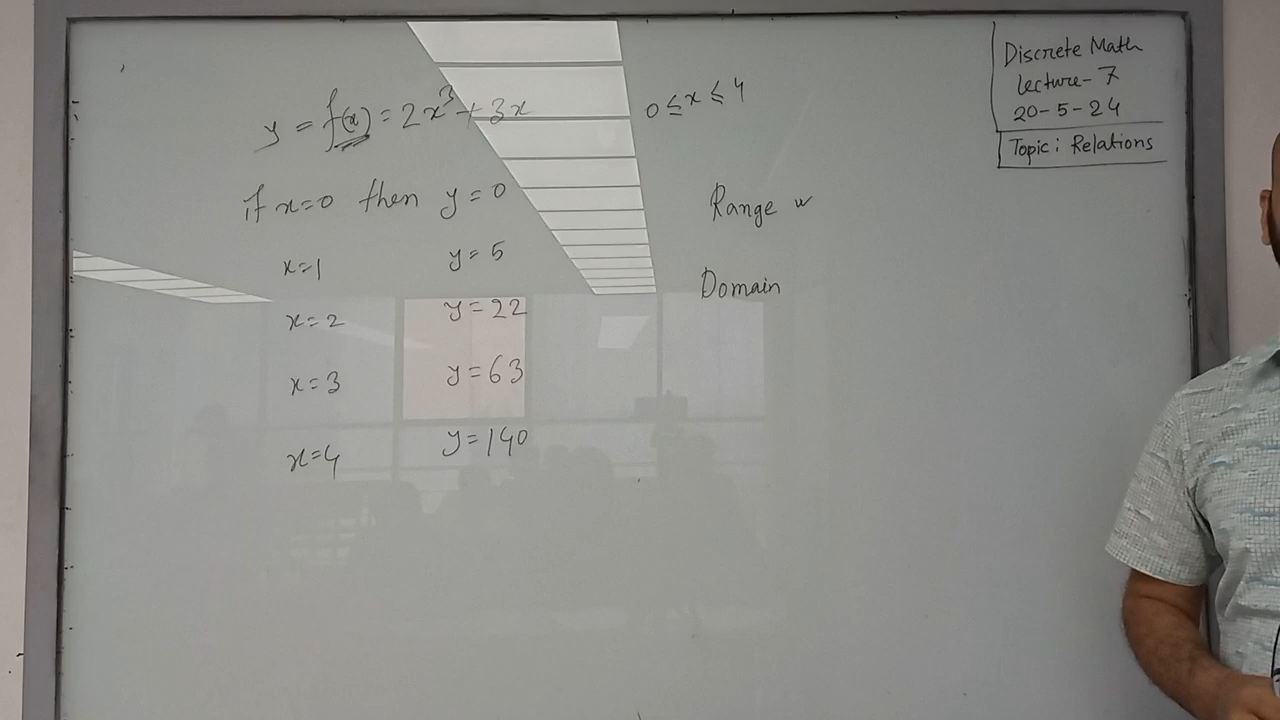 y = f(x) = 2x³ + 3x 0 ≤ x ≤ 4
if x=0 then y = 0
x=1 y = 5
x=2 y = 22
x=3 y = 63
x=4 y = 140
Range
Domain
Discrete Math
Lecture-7
20-5-24
Topic: Relations